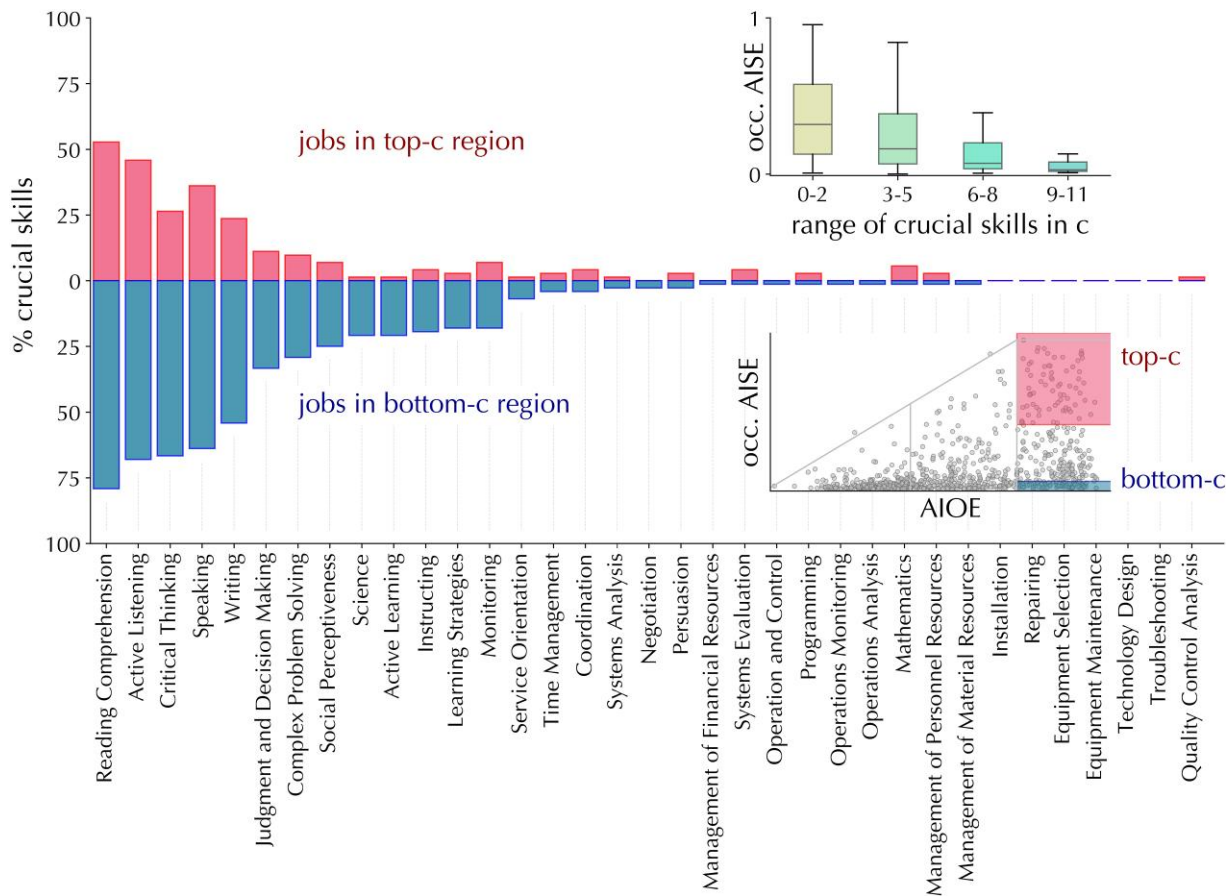 100
75
50
25
0
25
50
75
100
% crucial skills
jobs in top-c region
jobs in bottom-c region
1
0
occ. AISE
0-2
3-5
6-8
9-11
range of crucial skills in c
occ. AISE
AIOE
top-c
bottom-c
Reading Comprehension
Active Listening
Critical Thinking
Speaking
Writing
Judgment and Decision Making
Complex Problem Solving
Social Perceptiveness
Science
Active Learning
Instructing
Learning Strategies
Monitoring
Service Orientation
Time Management
Coordination
Systems Analysis
Negotiation
Persuasion
Management of Financial Resources
Systems Evaluation
Operation and Control
Programming
Operations Monitoring
Operations Analysis
Mathematics
Management of Personnel Resources
Management of Material Resources
Installation
Repairing
Equipment Selection
Equipment Maintenance
Technology Design
Troubleshooting
Quality Control Analysis